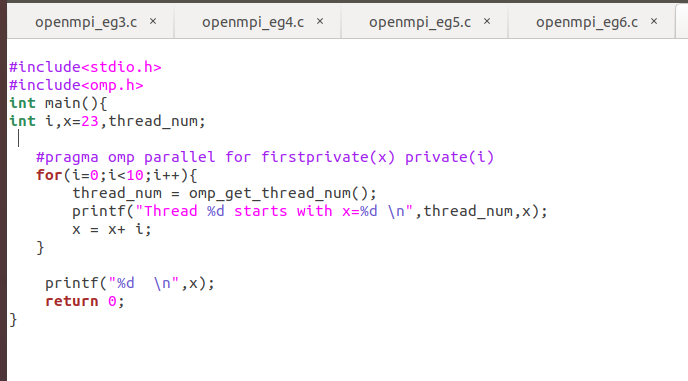 openmpi_eg3.c × openmpi_eg4.c × openmpi_eg5.c × openmpi_eg6.c ×
#include<stdio.h>
#include<omp.h>
int main(){
int i,x=23,thread_num;
#pragma omp parallel for firstprivate(x) private(i)
for(i=0;i<10;i++){
thread_num = omp_get_thread_num();
printf("Thread %d starts with x=%d \n",thread_num,x);
x = x+ i;
}
printf("%d  \n",x);
return 0;
}